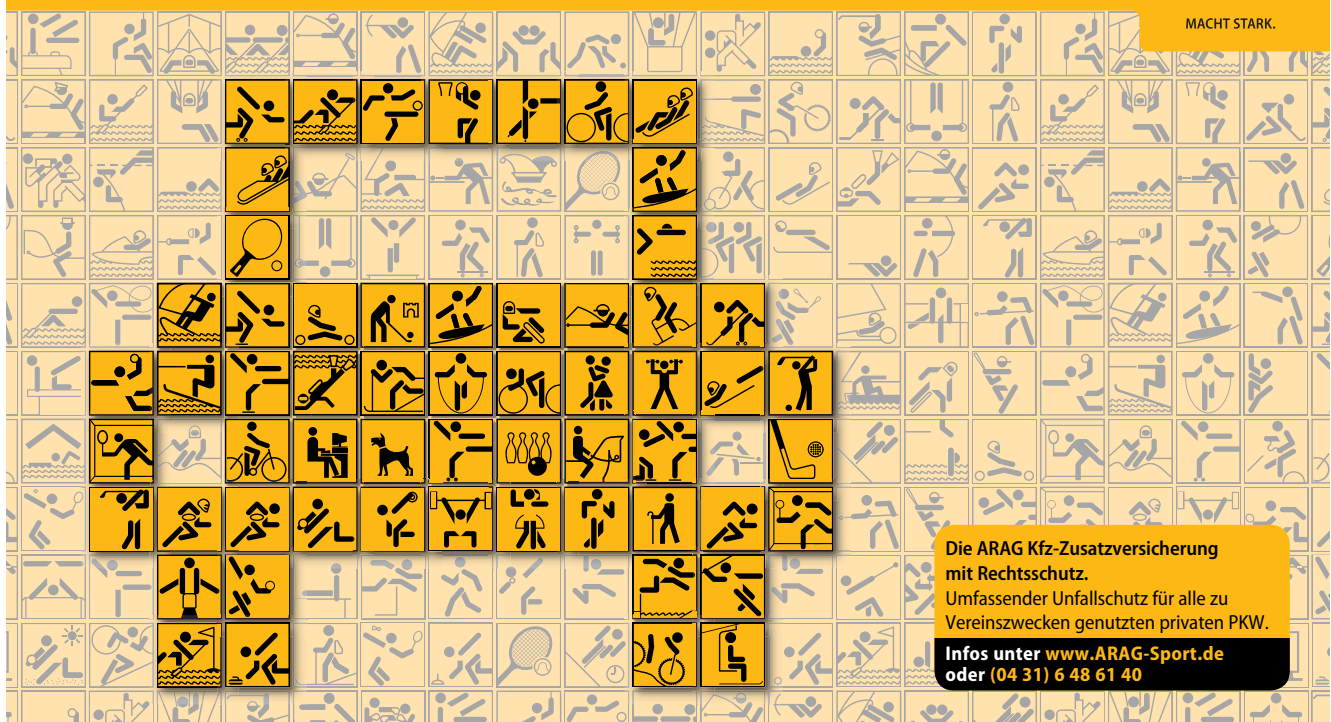 MACHT STARK.
Die ARAG Kfz-Zusatzversicherung
mit Rechtsschutz.
Umfassender Unfallschutz für alle zu
Vereinszwecken genutzten privaten PKW.
Infos unter www.ARAG-Sport.de
oder (04 31) 6 48 61 40